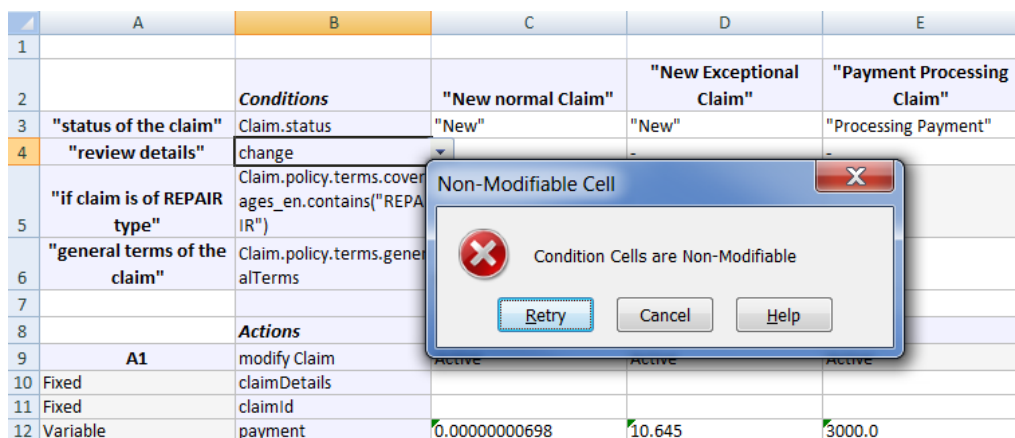 A B C D E
1
"New Exceptional "Payment Processing
2 Conditions "New normal Claim" Claim" Claim"
3 "status of the claim" Claim.status "New" "New" "Processing Payment"
4 "review details" change - -
Claim.policy.terms.cover
"if claim is of REPAIR ages_en.contains("REPA
5 type" IR")
"general terms of the Claim.policy.terms.gener
6 claim" alTerms
7
8 Actions
9 A1 modify Claim Active Active Active
10 Fixed claimDetails
11 Fixed claimId
12 Variable payment 0.00000000698 10.645 3000.0
Non-Modifiable Cell
Condition Cells are Non-Modifiable
Retry Cancel Help